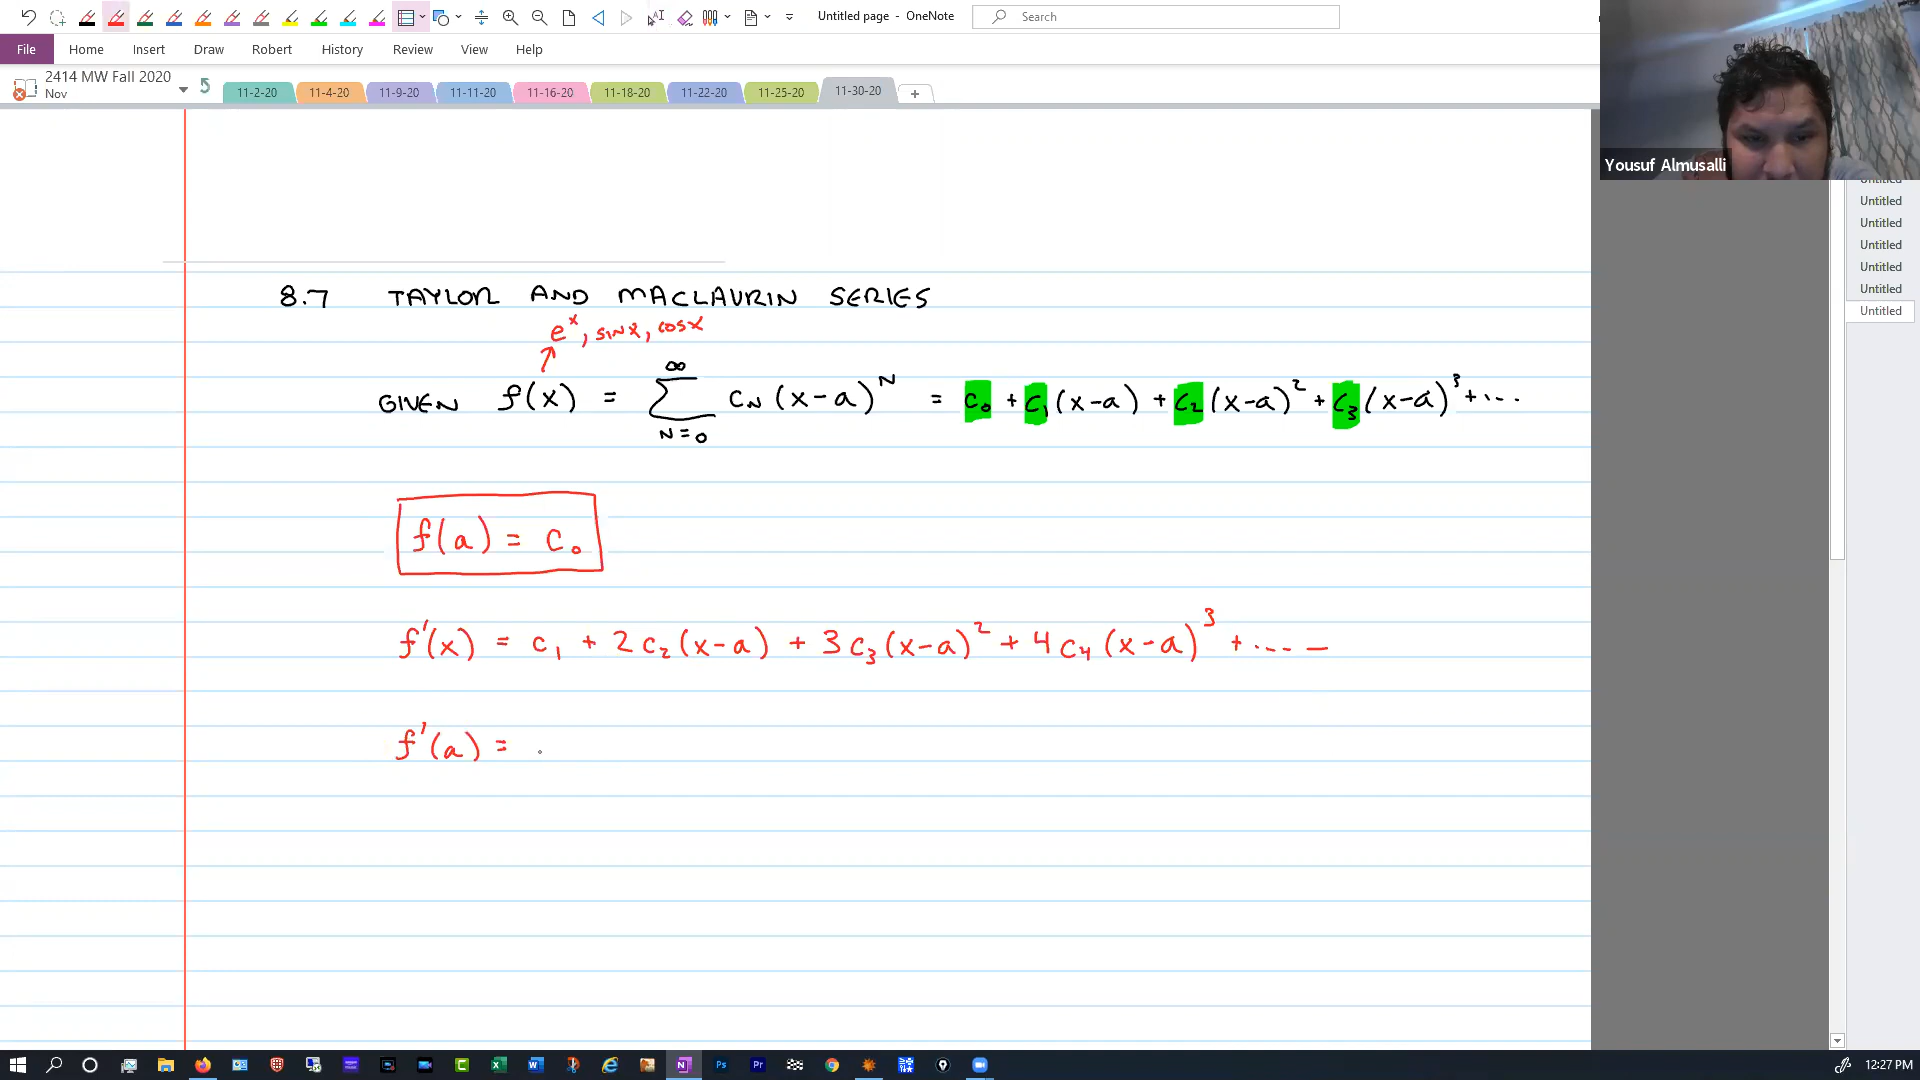 Untitled page - OneNote
Search
File Home Insert Draw Robert History Review View Help
2414 MW Fall 2020
Nov
11-2-20 11-4-20 11-9-20 11-11-20 11-16-20 11-18-20 11-22-20 11-25-20 11-30-20 +
Yousuf Almusalli
Untitled
Untitled
Untitled
Untitled
Untitled
Untitled
Untitled
8.7 TAYLOR AND MACLAURIN SERIES
e^x, sin x, cos x
GIVEN f(x) = ∑_{N=0}^{∞} c_N (x-a)^N = c₀ + c₁(x-a) + c₂(x-a)² + c₃(x-a)³ + ...
f(a) = c₀
f'(x) = c₁ + 2c₂(x-a) + 3c₃(x-a)² + 4c₄(x-a)³ + ....
f'(a) =
12:27 PM